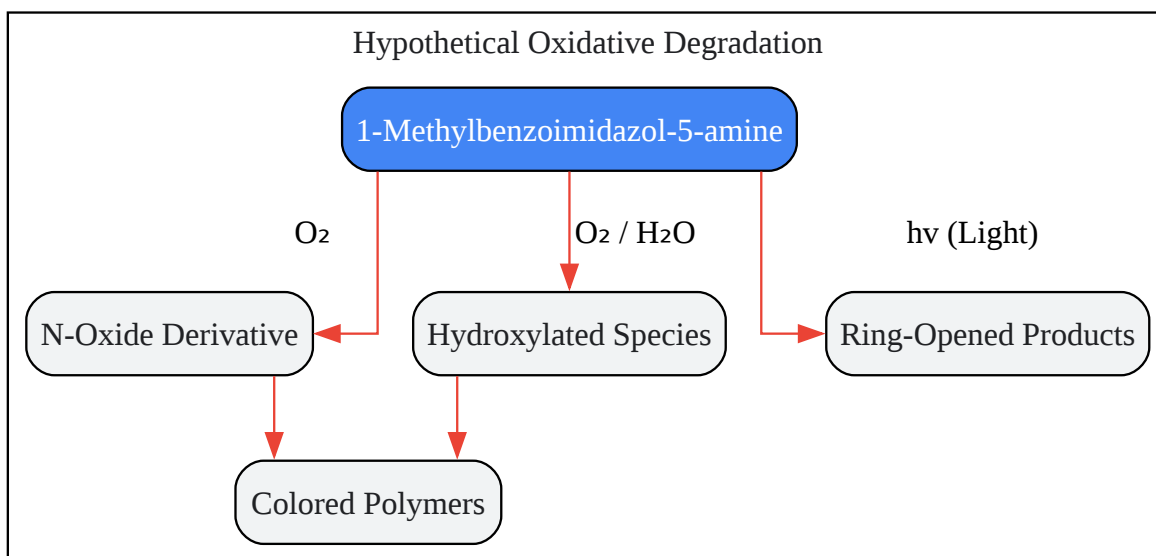 Hypothetical Oxidative Degradation
1-Methylbenzoimidazol-5-amine
O₂
O₂ / H₂O
hv (Light)
N-Oxide Derivative
Hydroxylated Species
Ring-Opened Products
Colored Polymers